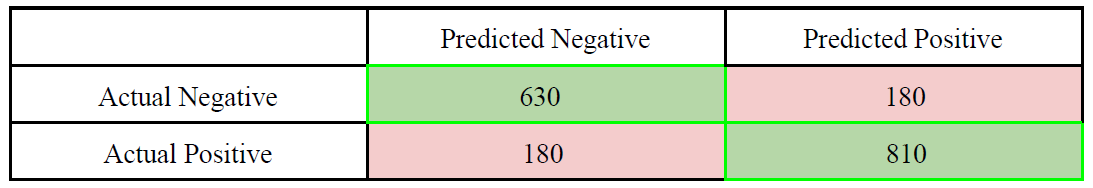 Predicted Negative Predicted Positive
Actual Negative 630 180
Actual Positive 180 810